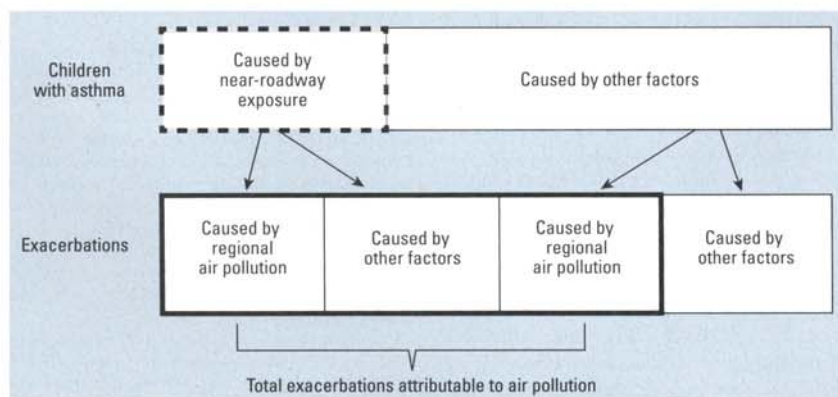 Children
with asthma
Caused by
near-roadway
exposure
Caused by other factors
Exacerbations
Caused by
regional
air pollution
Caused by
other factors
Caused by
regional
air pollution
Caused by
other factors
Total exacerbations attributable to air pollution